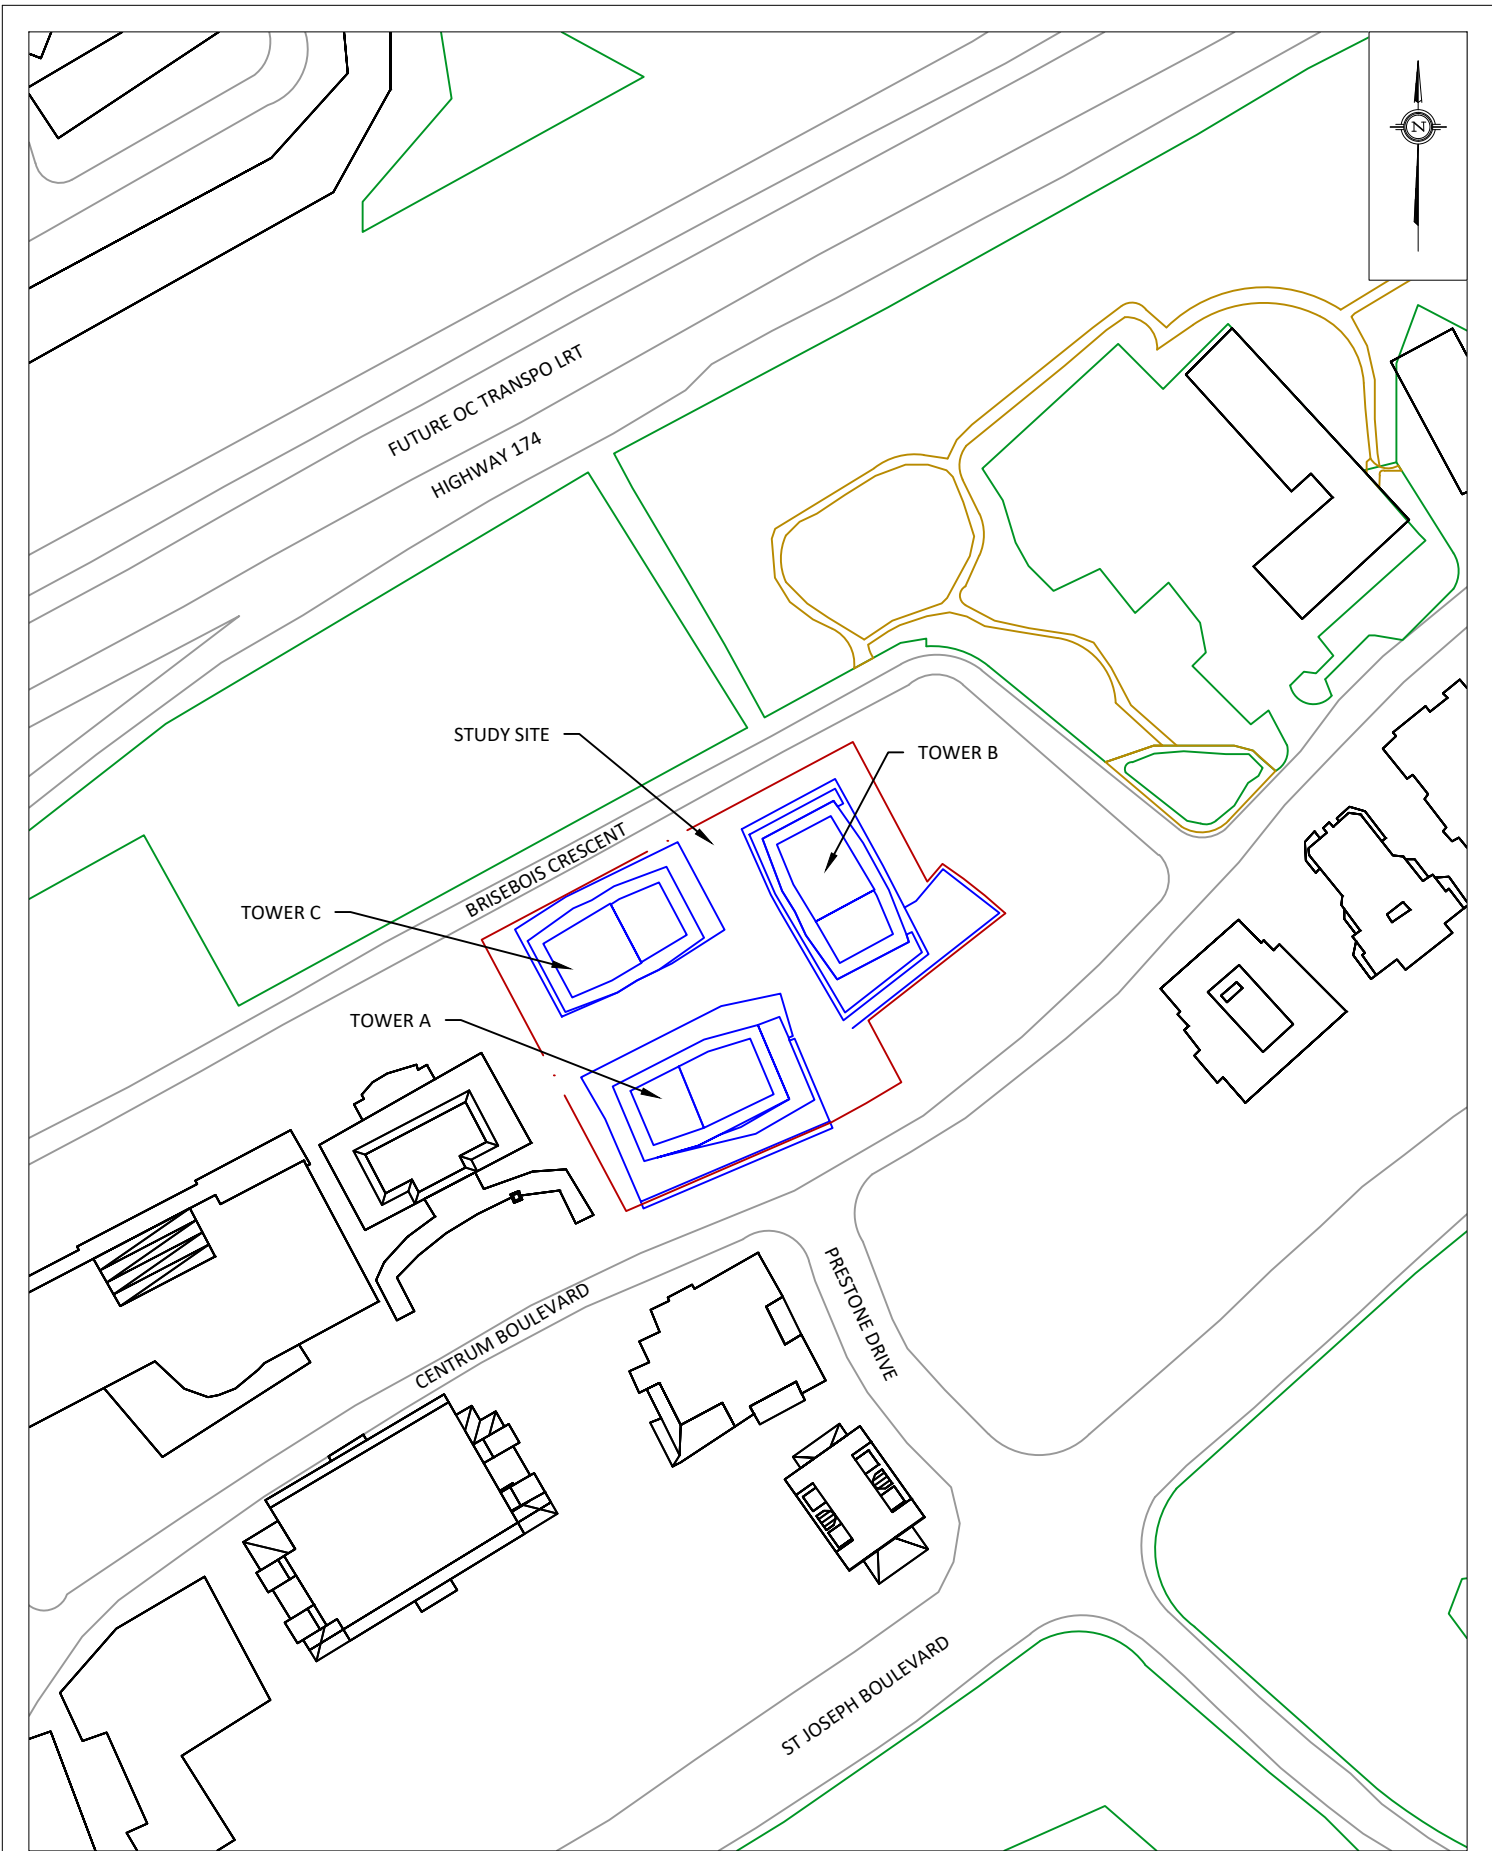 N
FUTURE OC TRANSPO LRT
HIGHWAY 174
STUDY SITE
TOWER B
BRISEBOIS CRESCENT
TOWER C
TOWER A
PRESTONE DRIVE
CENTRUM BOULEVARD
ST JOSEPH BOULEVARD